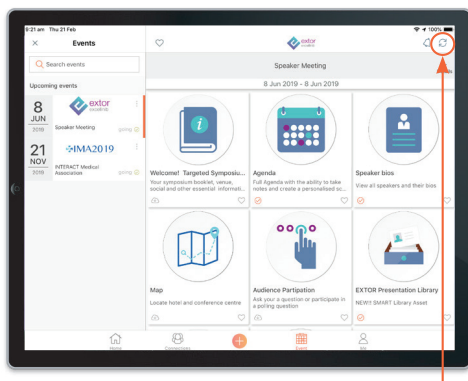 9:21 am Thu 21 Feb
100%
Events
Search events
Upcoming events
8
JUN
2019
extor
Speaker Meeting
going
21
NOV
2019
IMA2019
INTERACT Medical
Association
going
extor
Speaker Meeting
8 Jun 2019 - 8 Jun 2019
Welcome! Targeted Symposiu...
Your symposium booklet, venue,
social and other essential informati...
Agenda
Full Agenda with the ability to take
notes and create a personalised sc...
Speaker bios
View all speakers and their bios
Map
Locate hotel and conference centre
Audience Partipation
Ask your a question or participate in
a polling question
EXTOR Presentation Library
NEW!! SMART Library Asset
Home
Connections
Event
Me